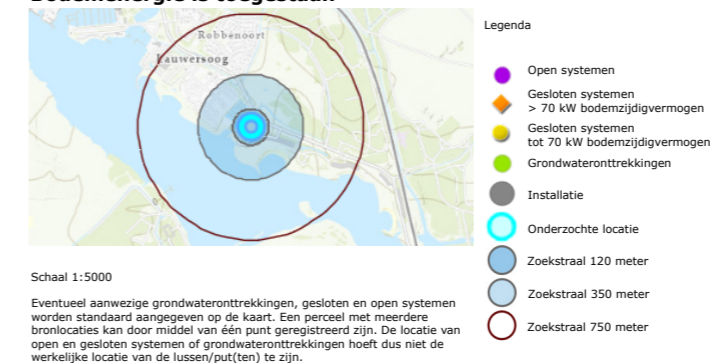 Bodemenergie is toegestaan
Robbenoort
Lauwersoog
Legenda
Open systemen
Gesloten systemen
> 70 kW bodemzijdigvermogen
Gesloten systemen
tot 70 kW bodemzijdigvermogen
Grondwateronttrekkingen
Installatie
Onderzochte locatie
Zoekstraal 120 meter
Zoekstraal 350 meter
Zoekstraal 750 meter
Schaal 1:5000
Eventueel aanwezige grondwateronttrekkingen, gesloten en open systemen
worden standaard aangegeven op de kaart. Een perceel met meerdere
bronlocaties kan door middel van één punt geregistreerd zijn. De locatie van
open en gesloten systemen of grondwateronttrekkingen hoeft dus niet de
werkelijke locatie van de lussen/put(ten) te zijn.